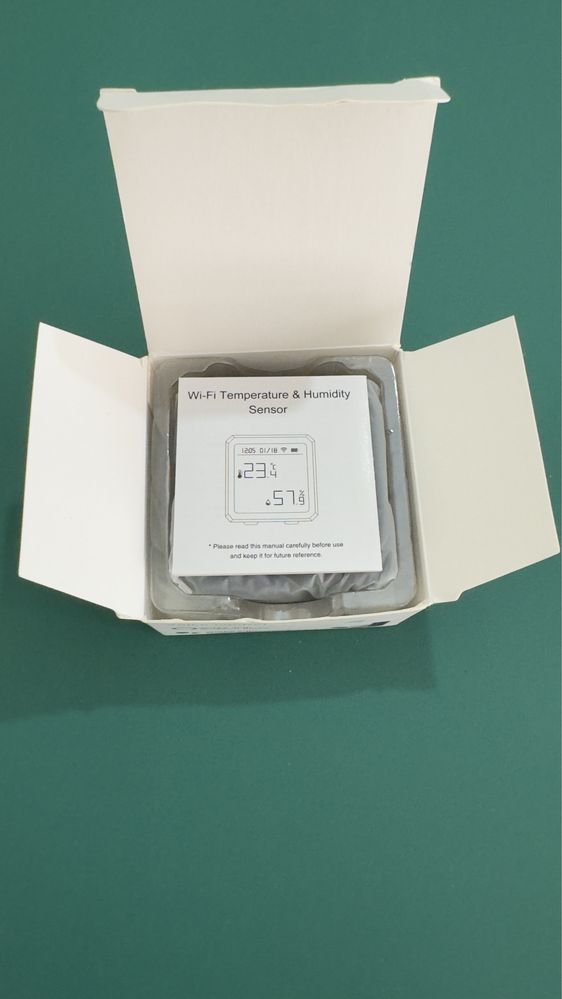 Wi-Fi Temperature & Humidity
Sensor
12:05 01/18
23.4 °C
57.9 %
* Please read this manual carefully before use
and keep it for future reference.